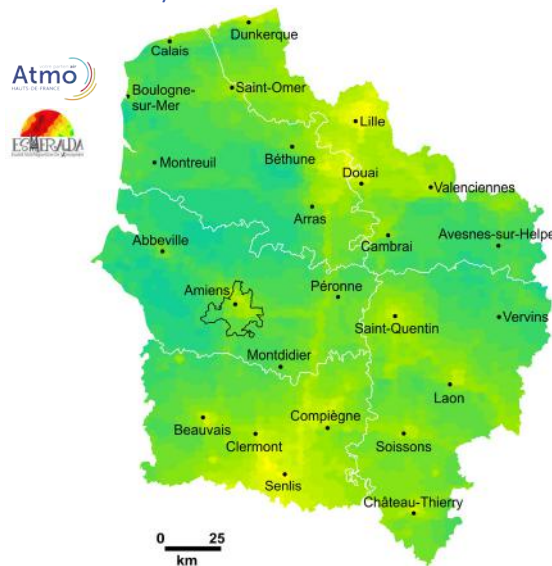 Dunkerque
Calais
Atmo
HAUTS-DE-FRANCE
Boulogne-
sur-Mer
Saint-Omer
Lille
ESMERALDA
Béthune
Montreuil
Douai
Valenciennes
Arras
Abbeville
Cambrai
Avesnes-sur-Helpe
Amiens
Péronne
Saint-Quentin
Vervins
Montdidier
Laon
Beauvais
Compiègne
Clermont
Soissons
Senlis
Château-Thierry
0 25
km